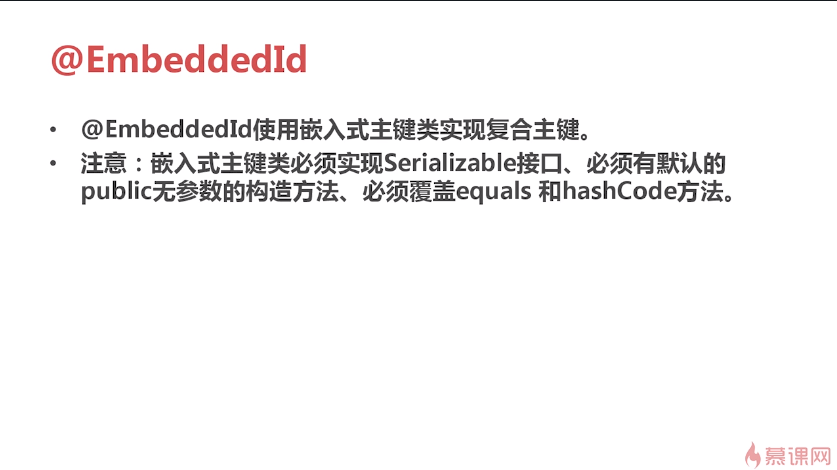 @EmbeddedId
• @EmbeddedId使用嵌入式主键类实现复合主键。
• 注意：嵌入式主键类必须实现Serializable接口、必须有默认的
public无参数的构造方法、必须覆盖equals 和hashCode方法。
慕课网